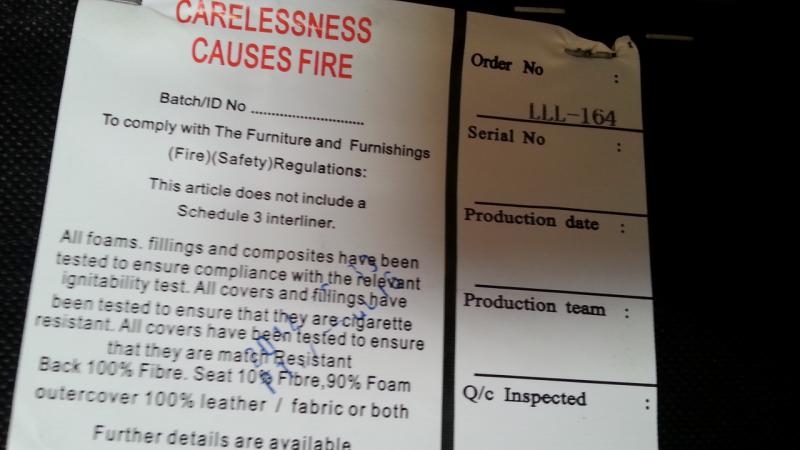 CARELESSNESS
CAUSES FIRE
Batch/ID No ............................
To comply with The Furniture and Furnishings
(Fire)(Safety)Regulations:
This article does not include a
Schedule 3 interliner.
All foams. fillings and composites have been
tested to ensure compliance with the relevant
ignitability test. All covers and fillings have
been tested to ensure that they are cigarette
resistant. All covers have been tested to ensure
that they are match Resistant
Back 100% Fibre. Seat 10% Fibre,90% Foam
outercover 100% leather / fabric or both
Further details are available
Order No :
LLL-164
Serial No :
Production date :
Production team :
Q/c Inspected :